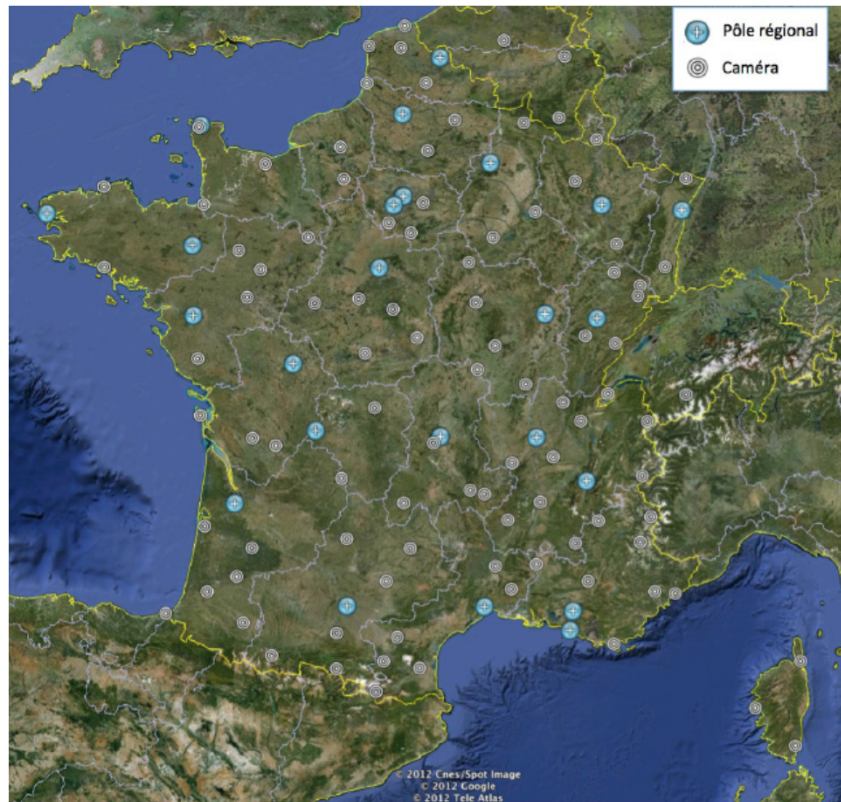 Pôle régional
Caméra
© 2012 Cnes/Spot Image
© 2012 Google
© 2012 Tele Atlas